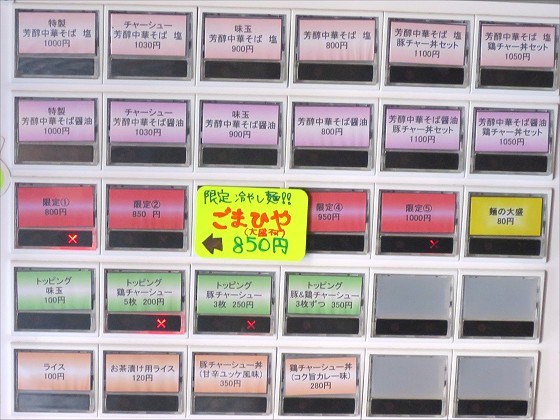 特製
芳醇中華そば 塩
1000円
チャーシュー
芳醇中華そば 塩
1030円
味玉
芳醇中華そば 塩
900円
芳醇中華そば 塩
800円
芳醇中華そば 塩
豚チャー丼セット
1100円
芳醇中華そば 塩
鶏チャー丼セット
1050円
特製
芳醇中華そば醤油
1000円
チャーシュー
芳醇中華そば醤油
1030円
味玉
芳醇中華そば醤油
900円
芳醇中華そば醤油
800円
芳醇中華そば醤油
豚チャー丼セット
1100円
芳醇中華そば醤油
鶏チャー丼セット
1050円
限定①
800円
限定②
850 円
限定 冷やし麺!!
ごまひや
(大盛不可)
850円
限定④
950円
限定⑤
1000円
麺の大盛
80円
トッピング
味玉
100円
トッピング
鶏チャーシュー
5枚 200円
トッピング
豚チャーシュー
3枚 250円
トッピング
豚&鶏チャーシュー
3枚ずつ 350円
ライス
100円
お茶漬け用ライス
120円
豚チャーシュー丼
(甘辛ユッケ風味)
350円
鶏チャーシュー丼
(コク旨カレー味)
280円